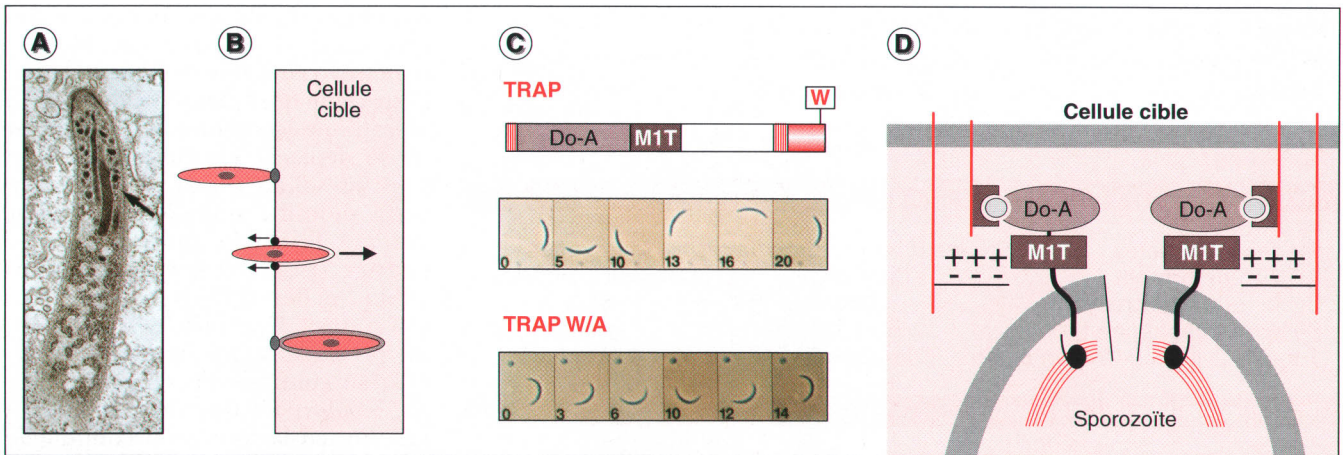 A
B
Cellule
cible
C
TRAP
W
Do-A
M1T
0 5 10 13 16 20
TRAP W/A
0 3 6 10 12 14
D
Cellule cible
Do-A
Do-A
M1T
M1T
+++
---
+++
---
Sporozoïte